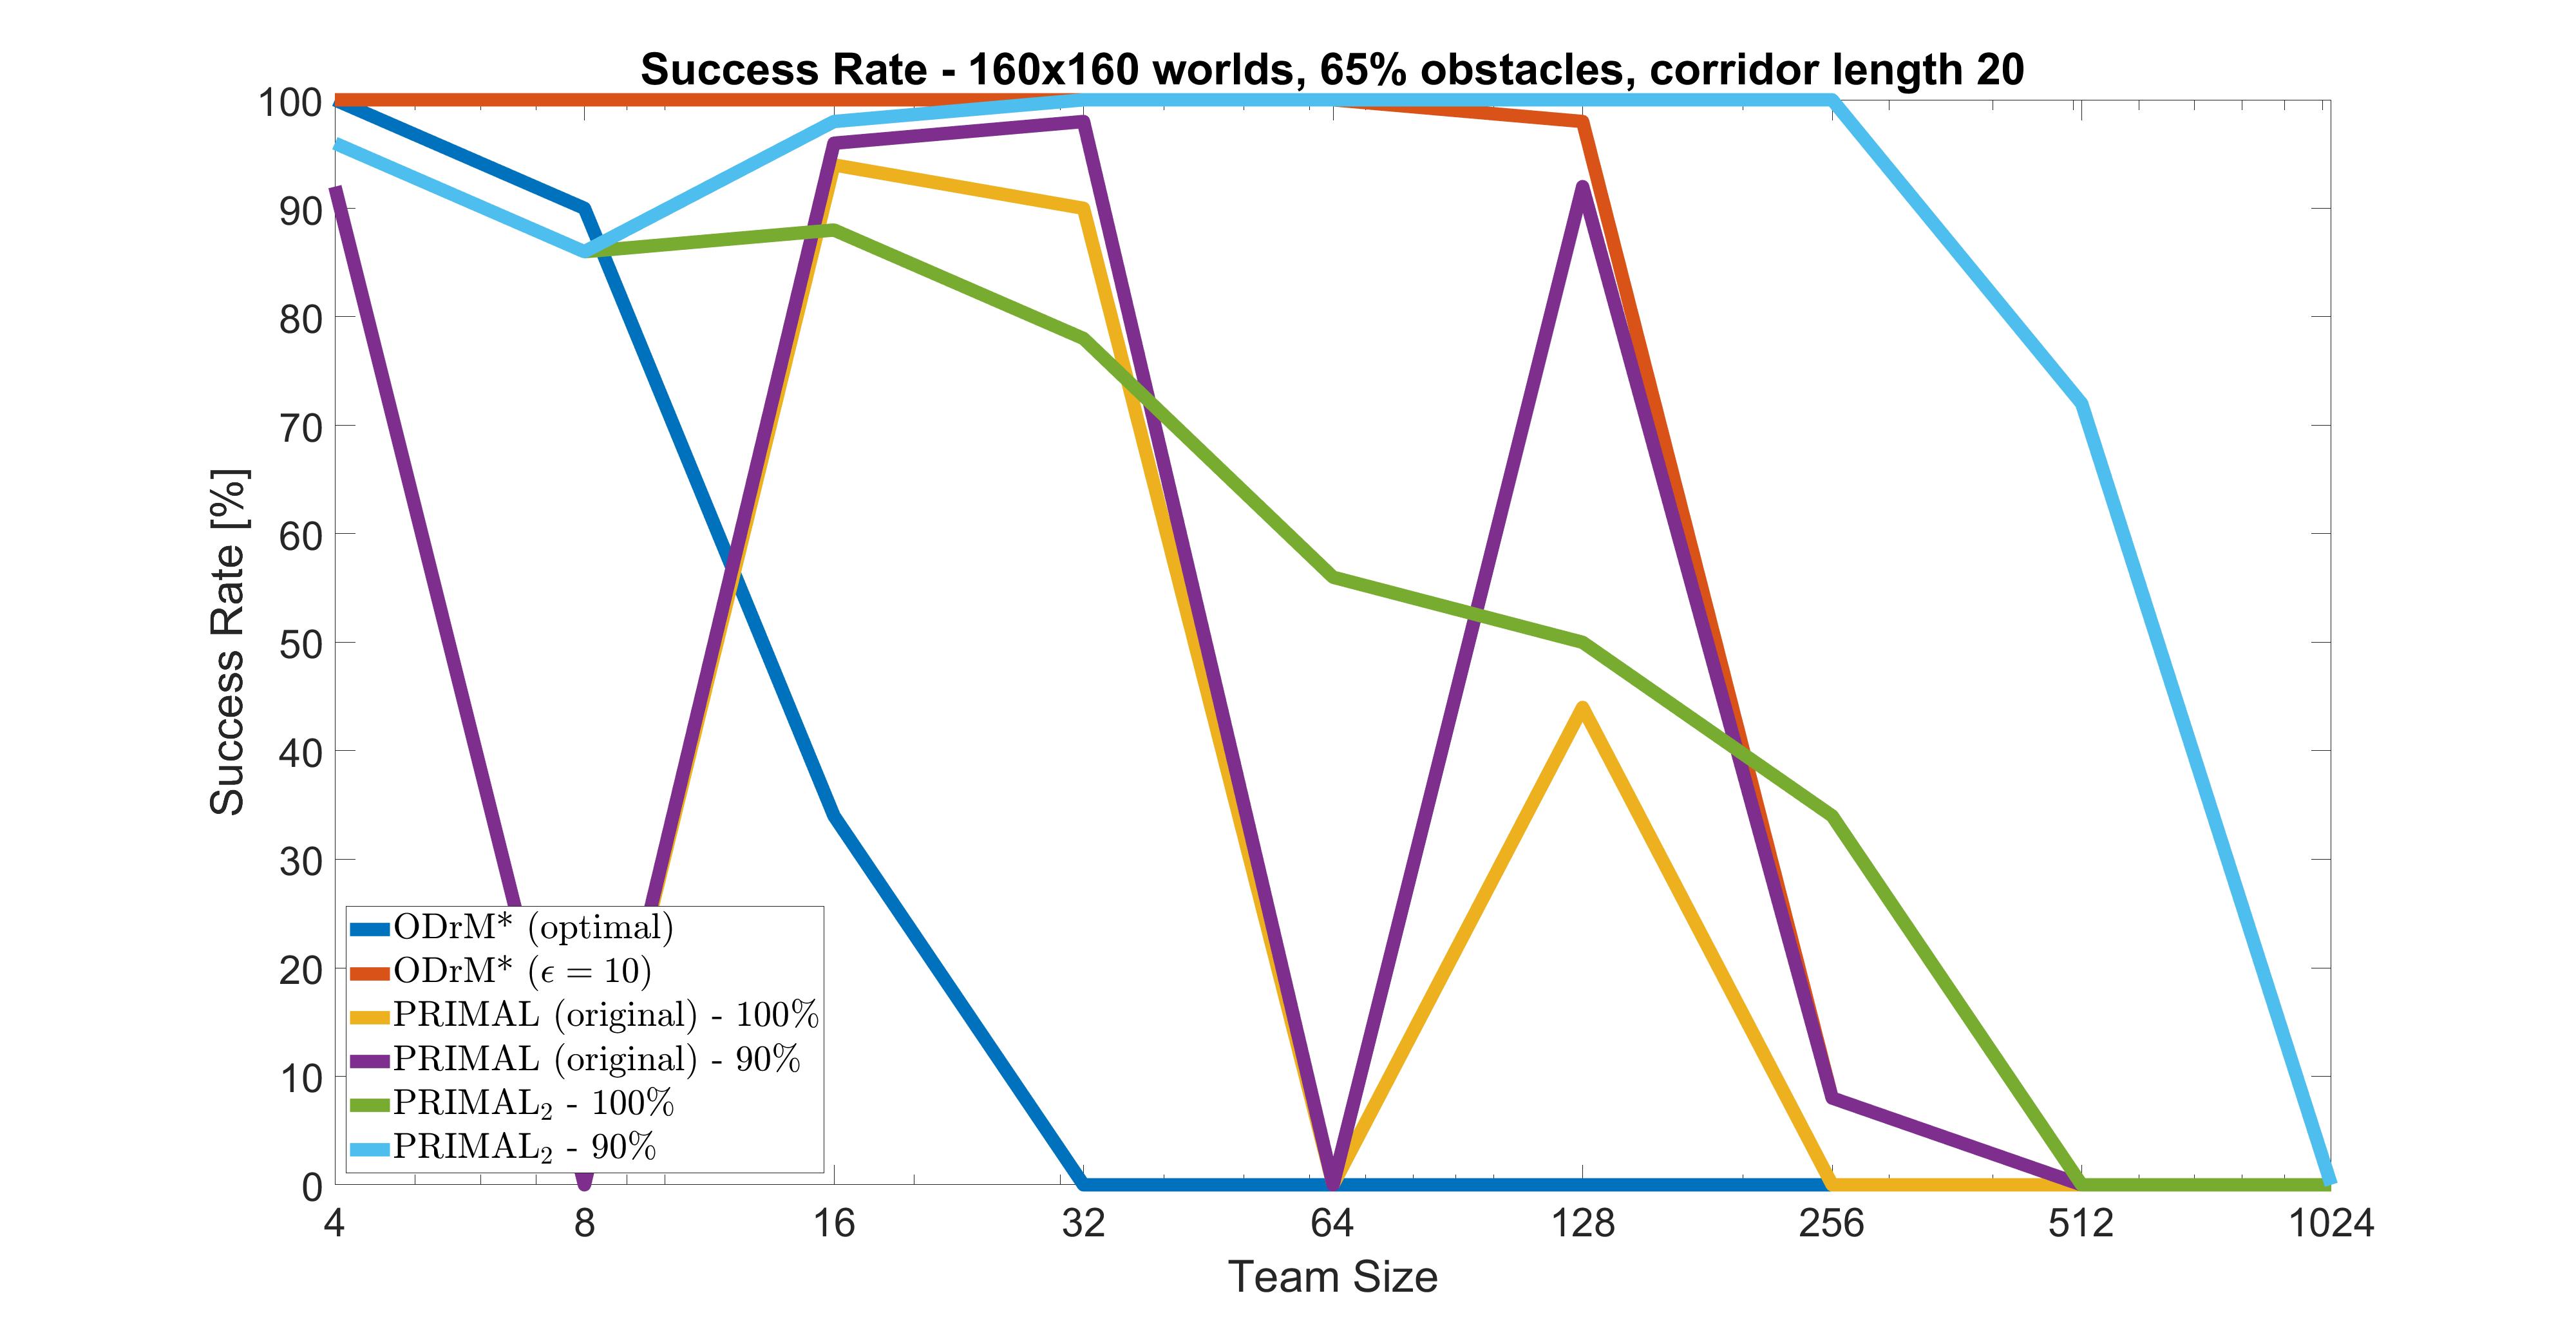 Success Rate - 160x160 worlds, 65% obstacles, corridor length 20
100
90
80
70
60
50
40
30
20
10
0
Success Rate [%]
ODrM* (optimal)
ODrM* (ϵ = 10)
PRIMAL (original) - 100%
PRIMAL (original) - 90%
PRIMAL₂ - 100%
PRIMAL₂ - 90%
4 8 16 32 64 128 256 512 1024
Team Size